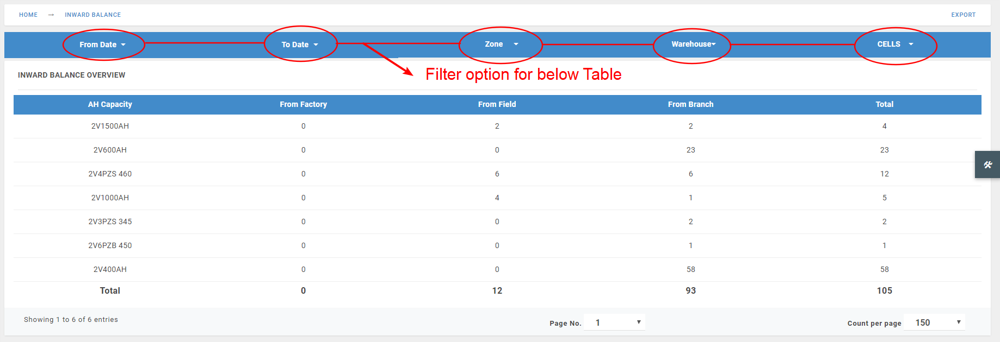 HOME → INWARD BALANCE EXPORT
From Date To Date Zone Warehouse CELLS
Filter option for below Table
INWARD BALANCE OVERVIEW
AH Capacity From Factory From Field From Branch Total
2V1500AH 0 2 2 4
2V600AH 0 0 23 23
2V4PZS 460 0 6 6 12
2V1000AH 0 4 1 5
2V3PZS 345 0 0 2 2
2V6PZB 450 0 0 1 1
2V400AH 0 0 58 58
Total 0 12 93 105
Showing 1 to 6 of 6 entries Page No. 1 Count per page 150